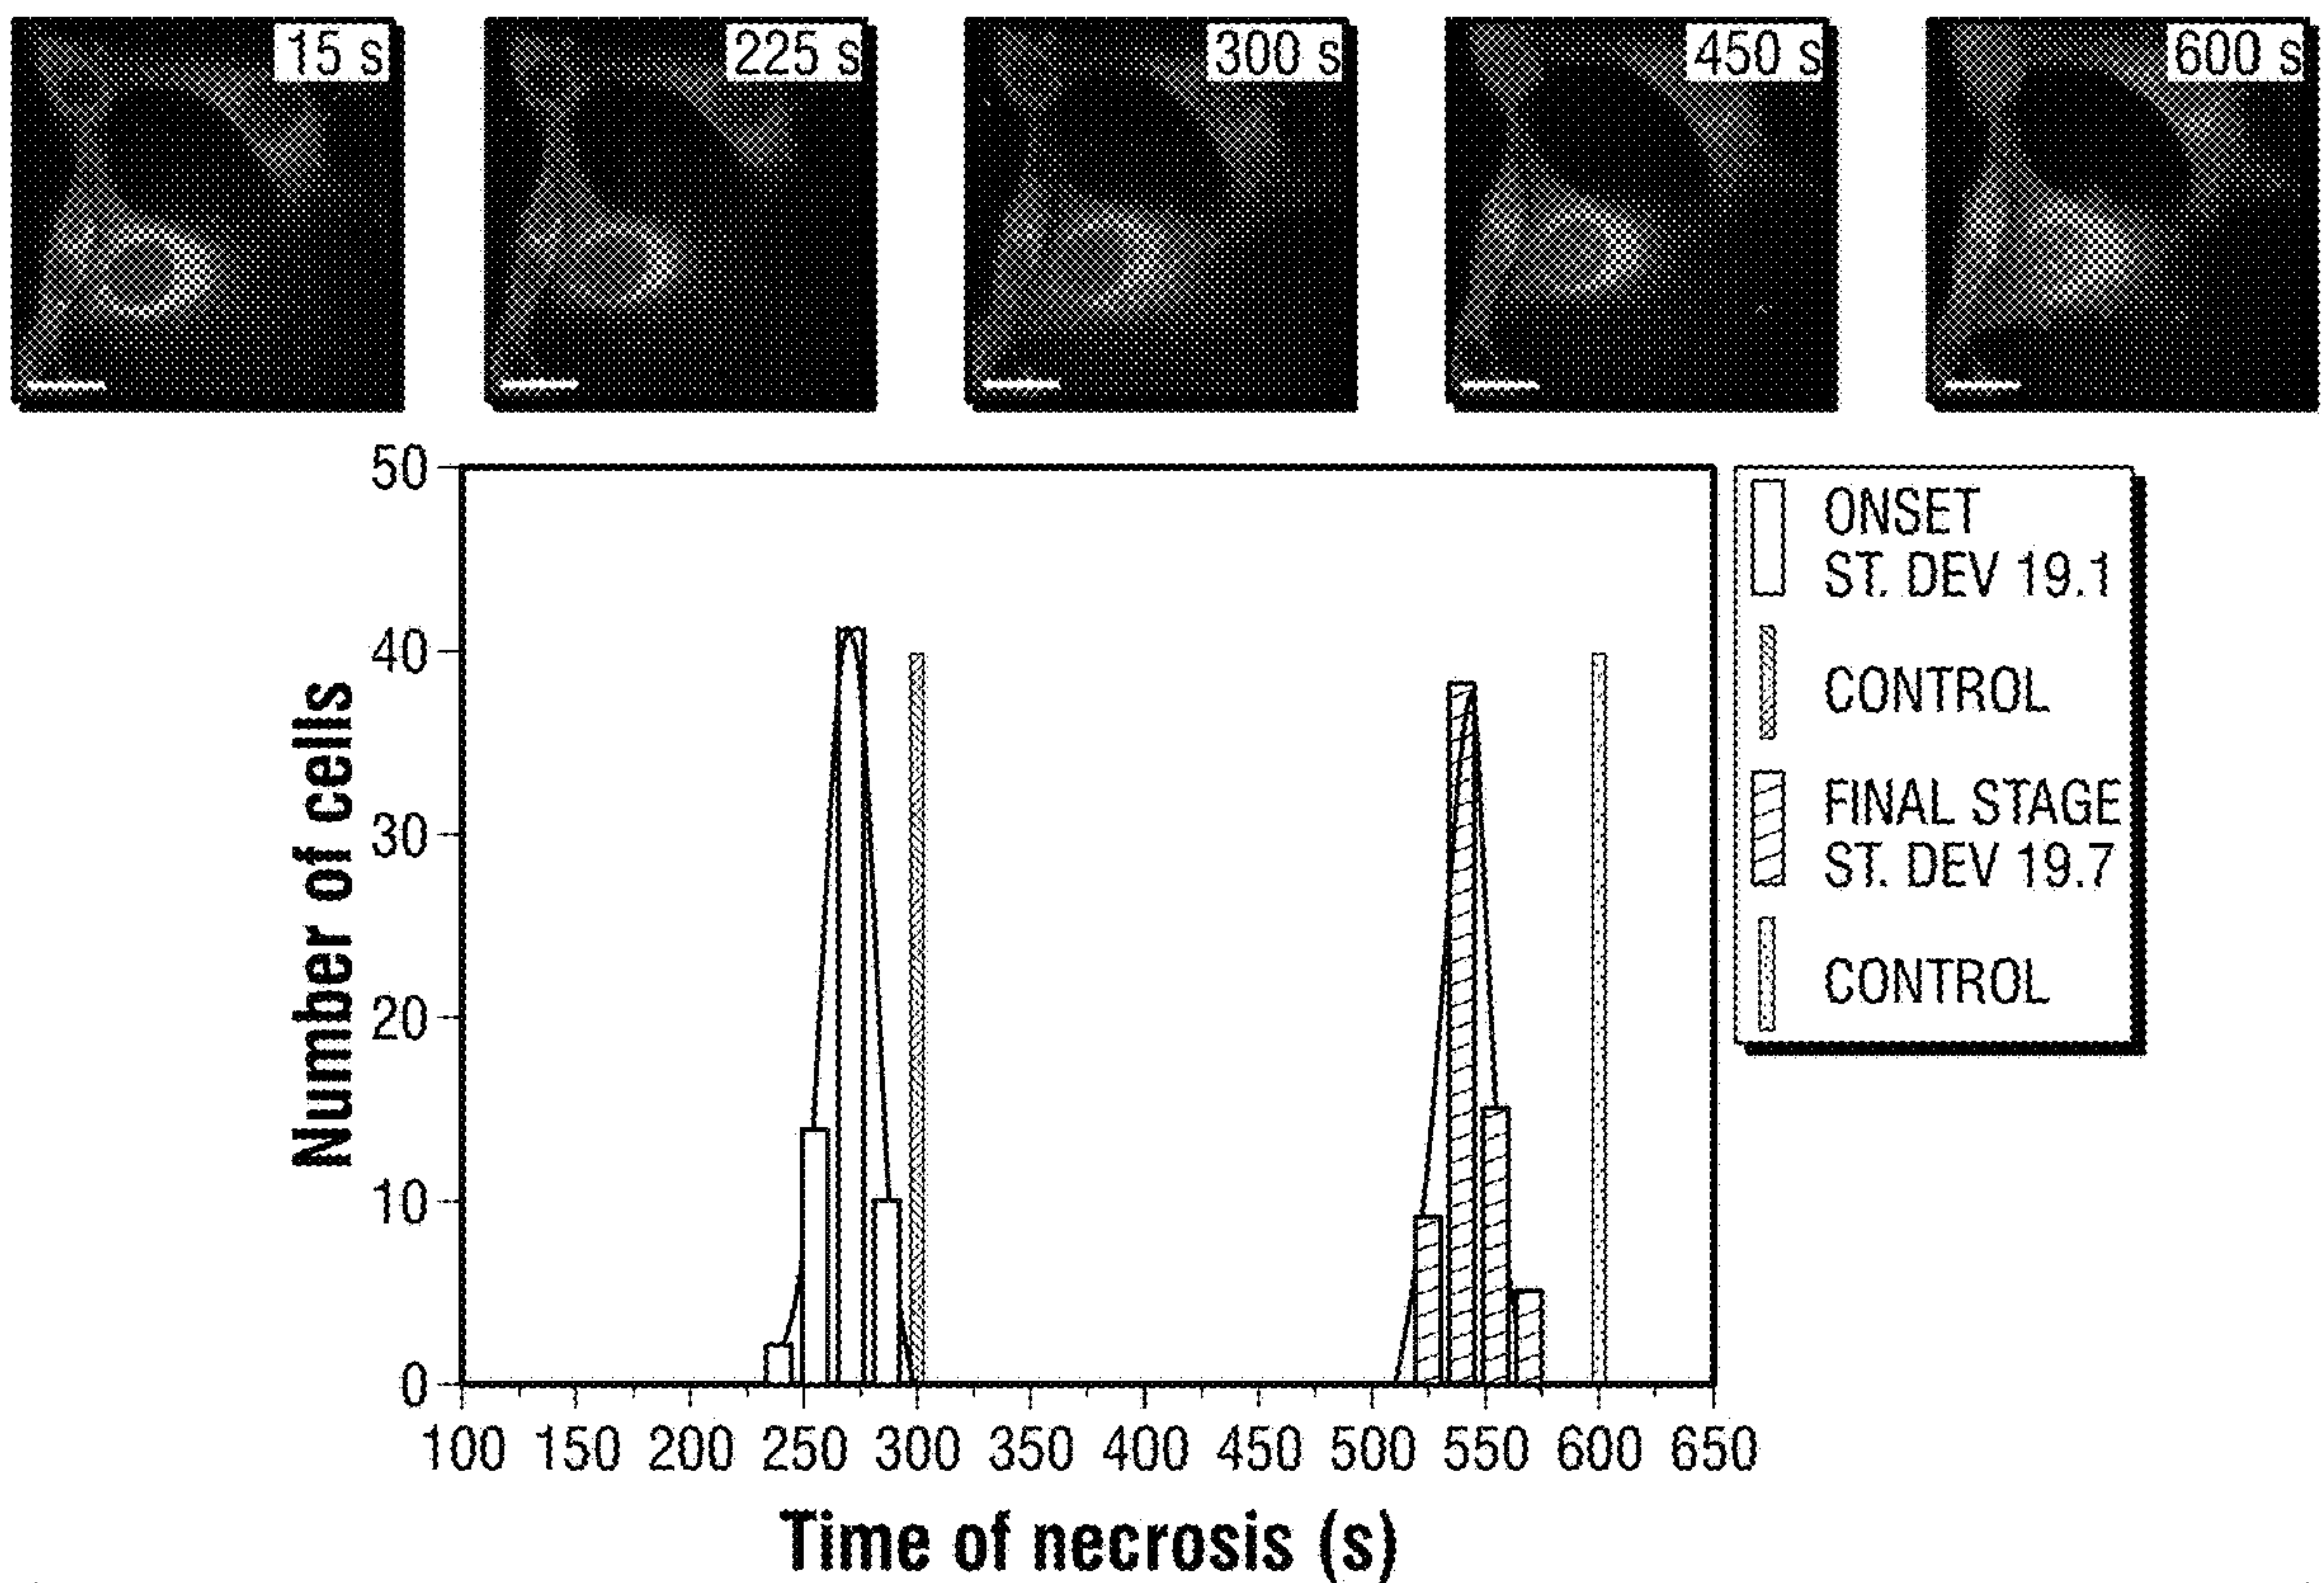 15 s
225 s
300 s
450 s
600 s
50
40
30
20
10
0
Number of cells
100 150 200 250 300 350 400 450 500 550 600 650
Time of necrosis (s)
ONSET
ST. DEV 19.1
CONTROL
FINAL STAGE
ST. DEV 19.7
CONTROL